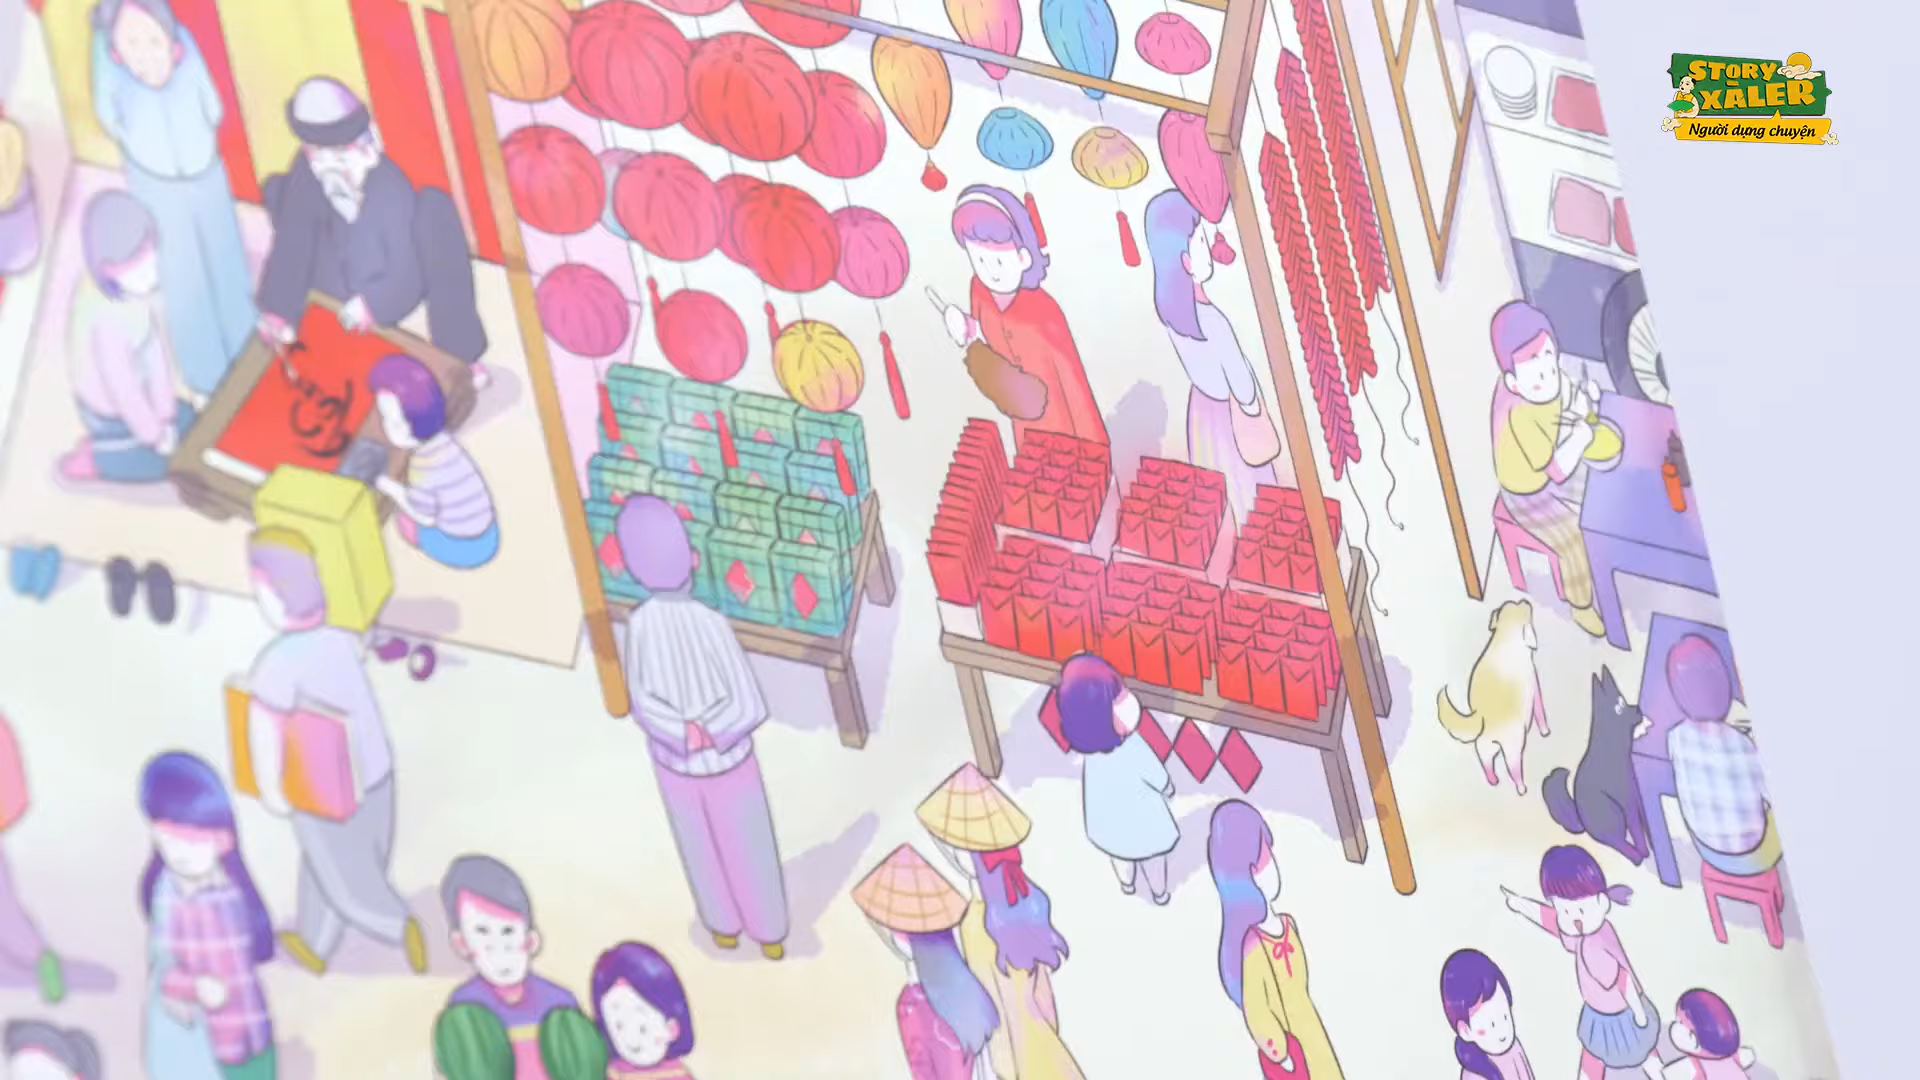 STORY
XALER
Người dựng chuyện